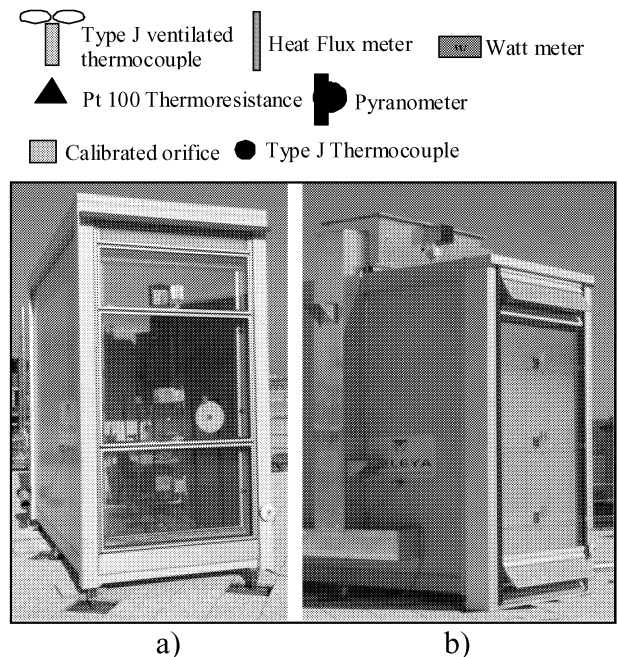 Type J ventilated
thermocouple
Heat Flux meter
w
Watt meter
Pt 100 Thermoresistance
Pyranometer
Calibrated orifice
Type J Thermocouple
a)
b)